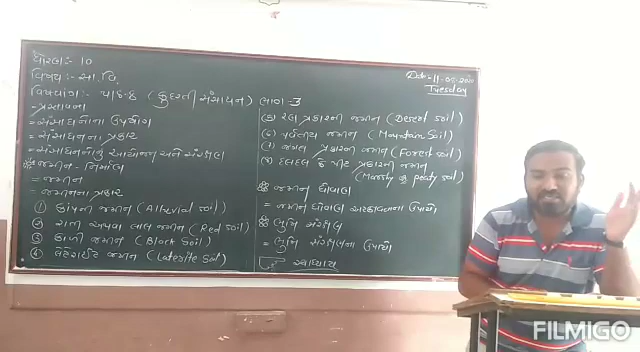 ધોરણ:- 10
વિષય:- સા.વિ.
વિષયાંગ:- પાઠ:8 (કુદરતી સંસાધન) ભાગ-3
-પ્રસ્તાવના
=સંસાધનોના ઉપયોગ
=સંસાધનના પ્રકાર
=સંસાધનોનું આયોજન અને સંરક્ષણ
જમીન-નિર્માણ
=જમીન
=જમીનના પ્રકાર
① કાંપની જમીન (Alluvial Soil)
② રાતી અથવા લાલ જમીન (Red Soil)
③ કાળી જમીન (Black Soil)
④ લેટેરાઈટ જમીન (Laterite Soil)
Date:-11-05-2020
Tuesday
(5) રણ પ્રકારની જમીન (Desert Soil)
(6) પર્વતીય જમીન (Mountain Soil)
(7) જંગલ પ્રકારની જમીન (Forest Soil)
(8) દલદલ કે પીટ પ્રકારની જમીન
(Marshy or peaty soil)
જમીન ધોવાણ
= જમીન ધોવાણ અટકાવવાના ઉપાયો
ભૂમિ સંરક્ષણ
= ભૂમિ સંરક્ષણના ઉપાયો
સ્વાધ્યાય
FILMIGO